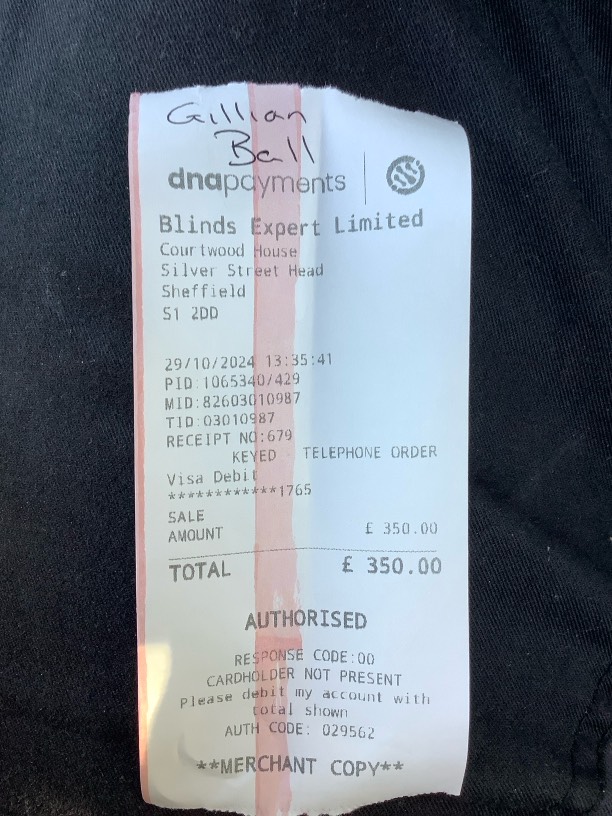 Gillian
Ball
dnapayments
Blinds Expert Limited
Courtwood House
Silver Street Head
Sheffield
S1 2DD
29/10/2024 13:35:41
PID:1065340/429
MID:82603010987
TID:03010987
RECEIPT NO:679
KEYED - TELEPHONE ORDER
Visa Debit
************1765
SALE
AMOUNT £ 350.00
TOTAL £ 350.00
AUTHORISED
RESPONSE CODE:00
CARDHOLDER NOT PRESENT
Please debit my account with
total shown
AUTH CODE: 029562
**MERCHANT COPY**